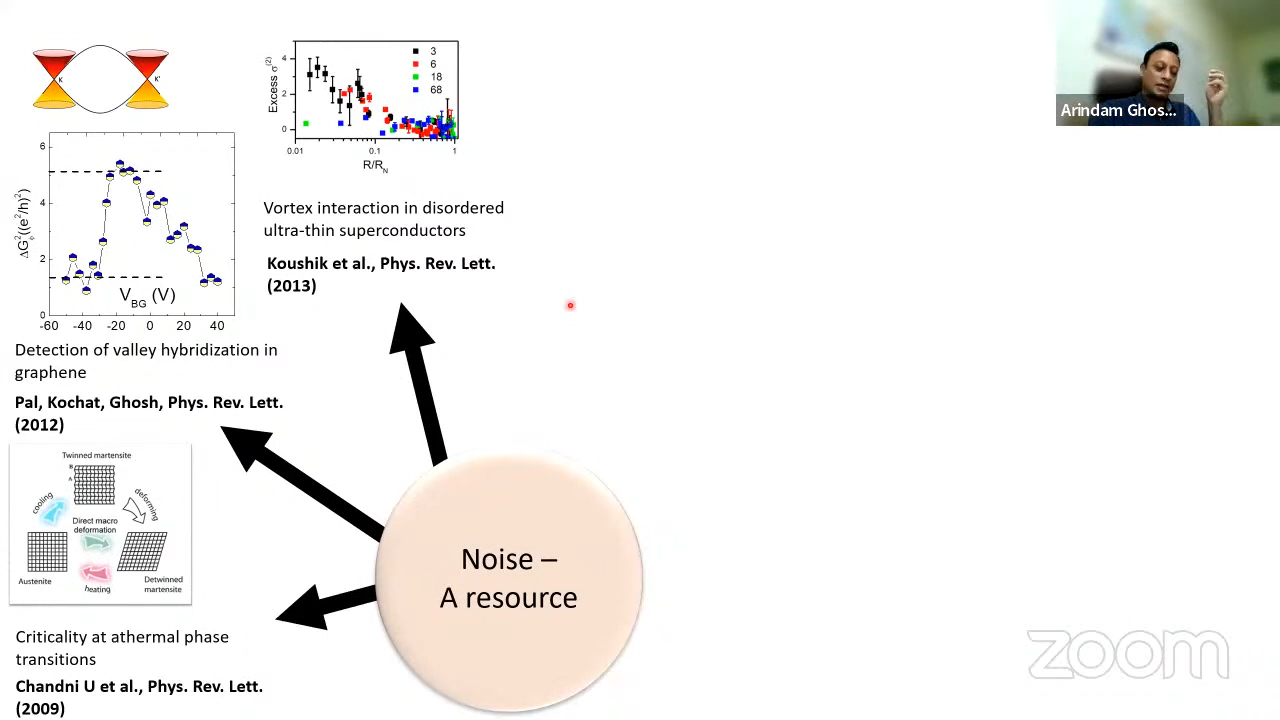 K
K'
Excess σ(2)
4
2
0
3
6
18
68
0.01
0.1
1
R/RN
Vortex interaction in disordered
ultra-thin superconductors
Koushik et al., Phys. Rev. Lett.
(2013)
ΔGϕ2((e2/h)2)
6
4
2
0
VBG (V)
-60 -40 -20 0 20 40
Detection of valley hybridization in
graphene
Pal, Kochat, Ghosh, Phys. Rev. Lett.
(2012)
Twinned martensite
B
A
cooling
deforming
Direct macro
deformation
Austenite
heating
Detwinned
martensite
Criticality at athermal phase
transitions
Chandni U et al., Phys. Rev. Lett.
(2009)
Noise –
A resource
Arindam Ghos...
zoom